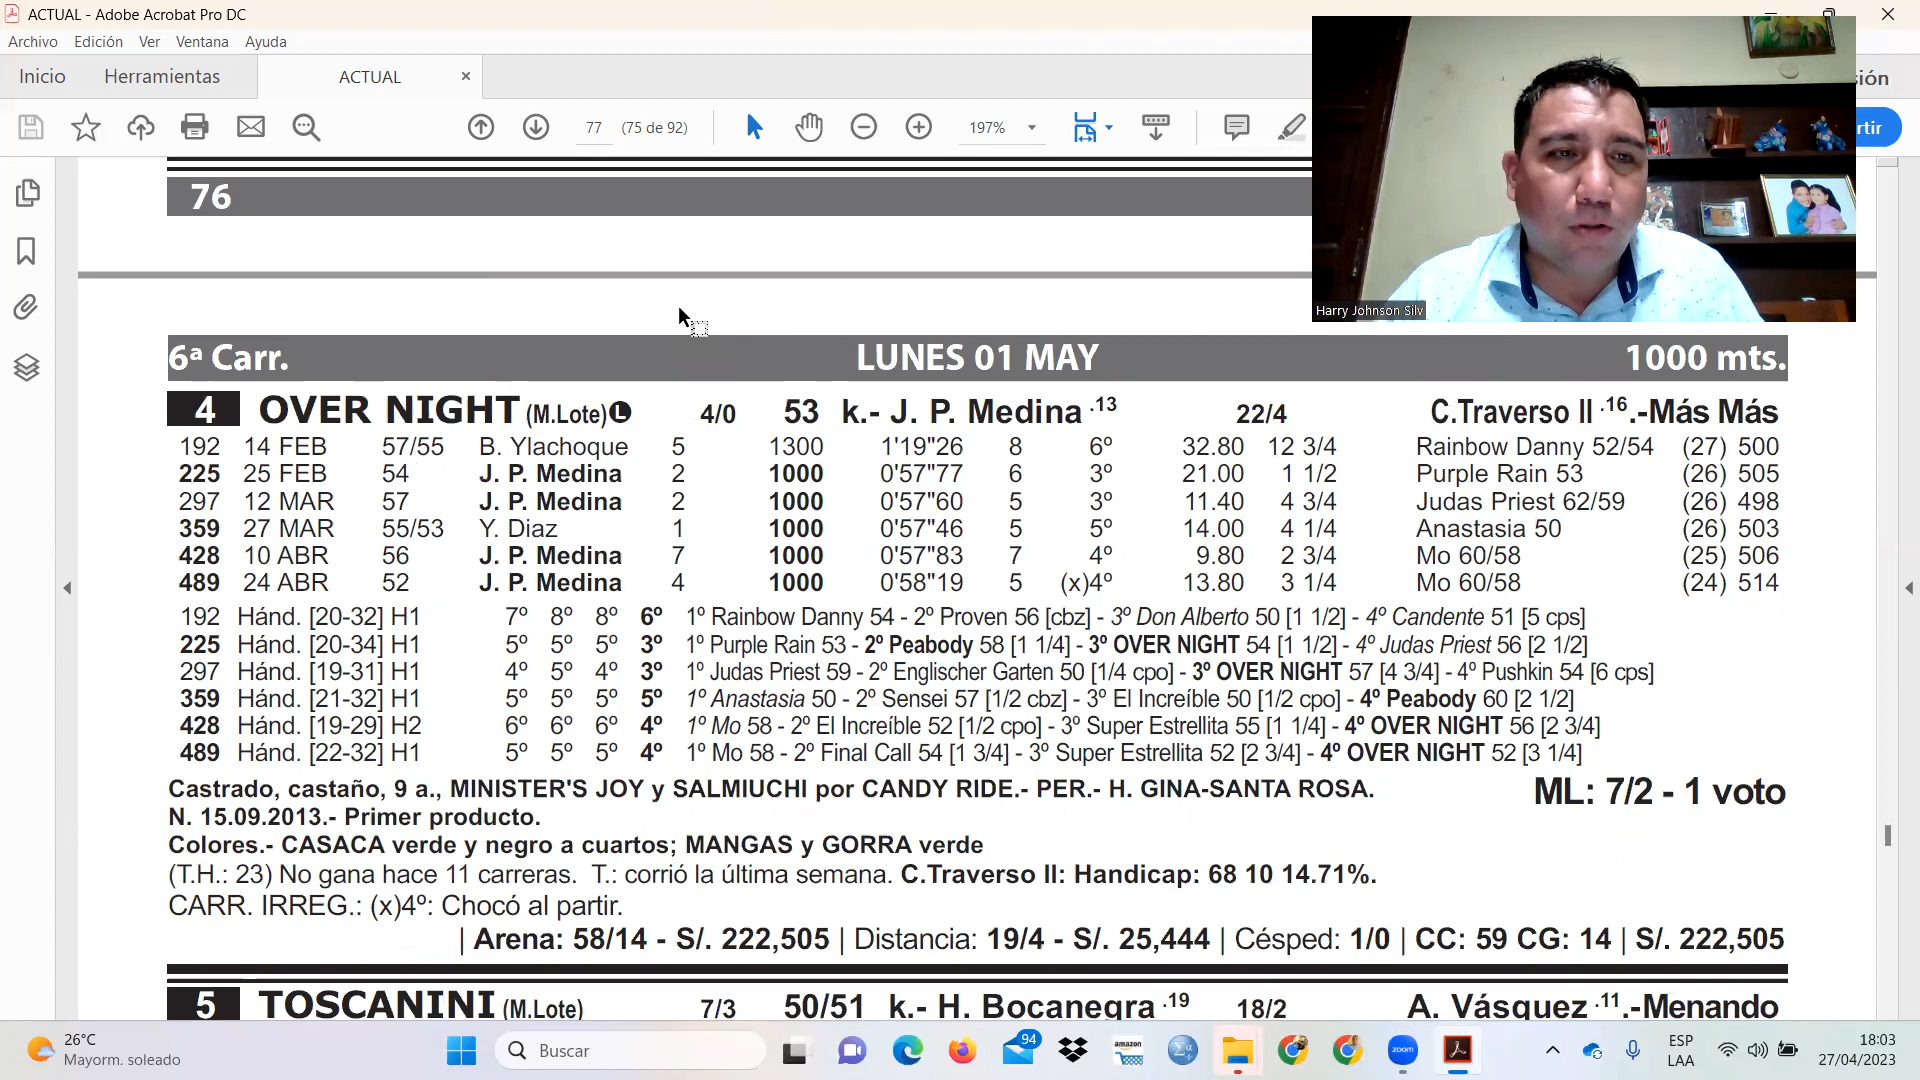 ACTUAL - Adobe Acrobat Pro DC
Archivo Edición Ver Ventana Ayuda
Inicio Herramientas ACTUAL ×
77 (75 de 92) 197%
Harry Johnson Silv
76
6ª Carr. LUNES 01 MAY 1000 mts.
4 OVER NIGHT (M.Lote) L 4/0 53 k.- J. P. Medina .13 22/4 C.Traverso II .16.-Más Más
192 14 FEB 57/55 B. Ylachoque 5 1300 1'19"26 8 6º 32.80 12 3/4 Rainbow Danny 52/54 (27) 500
225 25 FEB 54 J. P. Medina 2 1000 0'57"77 6 3º 21.00 1 1/2 Purple Rain 53 (26) 505
297 12 MAR 57 J. P. Medina 2 1000 0'57"60 5 3º 11.40 4 3/4 Judas Priest 62/59 (26) 498
359 27 MAR 55/53 Y. Diaz 1 1000 0'57"46 5 5º 14.00 4 1/4 Anastasia 50 (26) 503
428 10 ABR 56 J. P. Medina 7 1000 0'57"83 7 4º 9.80 2 3/4 Mo 60/58 (25) 506
489 24 ABR 52 J. P. Medina 4 1000 0'58"19 5 (x)4º 13.80 3 1/4 Mo 60/58 (24) 514
192 Hánd. [20-32] H1 7º 8º 8º 6º 1º Rainbow Danny 54 - 2º Proven 56 [cbz] - 3º Don Alberto 50 [1 1/2] - 4º Candente 51 [5 cps]
225 Hánd. [20-34] H1 5º 5º 5º 3º 1º Purple Rain 53 - 2º Peabody 58 [1 1/4] - 3º OVER NIGHT 54 [1 1/2] - 4º Judas Priest 56 [2 1/2]
297 Hánd. [19-31] H1 4º 5º 4º 3º 1º Judas Priest 59 - 2º Englischer Garten 50 [1/4 cpo] - 3º OVER NIGHT 57 [4 3/4] - 4º Pushkin 54 [6 cps]
359 Hánd. [21-32] H1 5º 5º 5º 5º 1º Anastasia 50 - 2º Sensei 57 [1/2 cbz] - 3º El Increíble 50 [1/2 cpo] - 4º Peabody 60 [2 1/2]
428 Hánd. [19-29] H2 6º 6º 6º 4º 1º Mo 58 - 2º El Increíble 52 [1/2 cpo] - 3º Super Estrellita 55 [1 1/4] - 4º OVER NIGHT 56 [2 3/4]
489 Hánd. [22-32] H1 5º 5º 5º 4º 1º Mo 58 - 2º Final Call 54 [1 3/4] - 3º Super Estrellita 52 [2 3/4] - 4º OVER NIGHT 52 [3 1/4]
Castrado, castaño, 9 a., MINISTER'S JOY y SALMIUCHI por CANDY RIDE.- PER.- H. GINA-SANTA ROSA. ML: 7/2 - 1 voto
N. 15.09.2013.- Primer producto.
Colores.- CASACA verde y negro a cuartos; MANGAS y GORRA verde
(T.H.: 23) No gana hace 11 carreras. T.: corrió la última semana. C.Traverso II: Handicap: 68 10 14.71%.
CARR. IRREG.: (x)4º: Chocó al partir.
| Arena: 58/14 - S/. 222,505 | Distancia: 19/4 - S/. 25,444 | Césped: 1/0 | CC: 59 CG: 14 | S/. 222,505
5 TOSCANINI (M.Lote) 7/3 50/51 k.- H. Bocanegra .19 18/2 A. Vásquez .11.-Menando
26°C
Mayorm. soleado
Buscar
94
amazon
zoom
ESP
LAA
18:03
27/04/2023